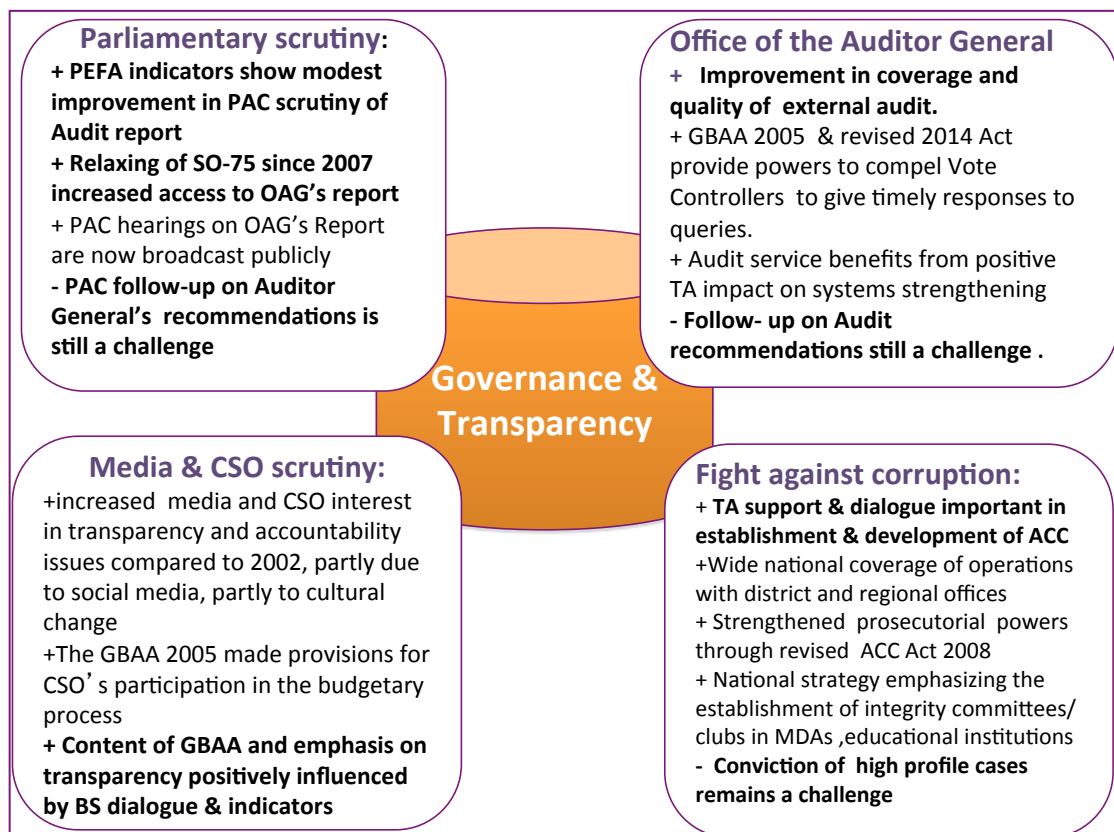 Parliamentary scrutiny:
+ PEFA indicators show modest
improvement in PAC scrutiny of
Audit report
+ Relaxing of SO-75 since 2007
increased access to OAG's report
+ PAC hearings on OAG's Report
are now broadcast publicly
- PAC follow-up on Auditor
General's recommendations is
still a challenge
Office of the Auditor General
+ Improvement in coverage and
quality of external audit.
+ GBAA 2005 & revised 2014 Act
provide powers to compel Vote
Controllers to give timely responses to
queries.
+ Audit service benefits from positive
TA impact on systems strengthening
- Follow- up on Audit
recommendations still a challenge .
Governance &
Transparency
Media & CSO scrutiny:
+increased media and CSO interest
in transparency and accountability
issues compared to 2002, partly due
to social media, partly to cultural
change
+The GBAA 2005 made provisions for
CSO's participation in the budgetary
process
+ Content of GBAA and emphasis on
transparency positively influenced
by BS dialogue & indicators
Fight against corruption:
+ TA support & dialogue important in
establishment & development of ACC
+Wide national coverage of operations
with district and regional offices
+ Strengthened prosecutorial powers
through revised ACC Act 2008
+ National strategy emphasizing the
establishment of integrity committees/
clubs in MDAs ,educational institutions
- Conviction of high profile cases
remains a challenge